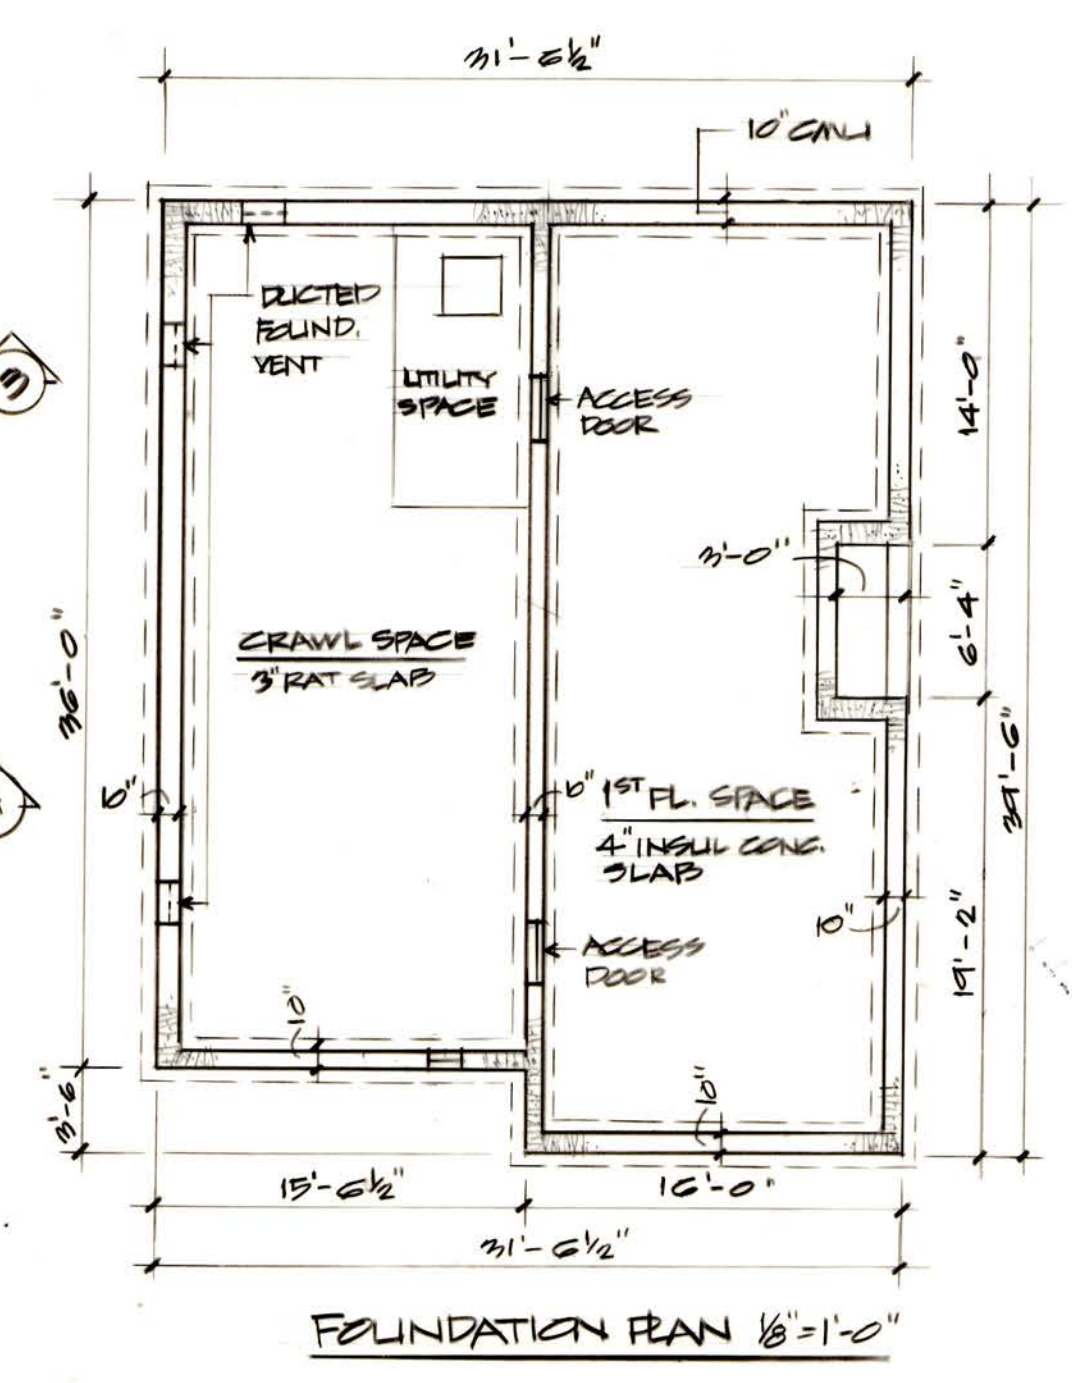 31'-6½"
10" CMU
DUCTED
FOUND.
VENT
UTILITY
SPACE
ACCESS
DOOR
3
14'-0"
3'-0"
6'-4"
36'-0"
CRAWL SPACE
3" RAT SLAB
39'-6"
10"
10"
1ST FL. SPACE
4" INSUL CONC.
SLAB
10"
19'-2"
ACCESS
DOOR
10"
10"
3'-6"
15'-6½"
16'-0"
31'-6½"
FOUNDATION PLAN ⅛"=1'-0"